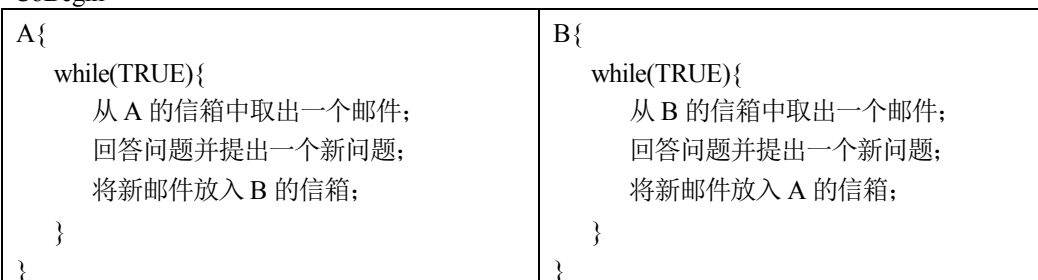 A{
while(TRUE){
从 A 的信箱中取出一个邮件;
回答问题并提出一个新问题;
将新邮件放入 B 的信箱;
}
}
B{
while(TRUE){
从 B 的信箱中取出一个邮件;
回答问题并提出一个新问题;
将新邮件放入 A 的信箱;
}
}